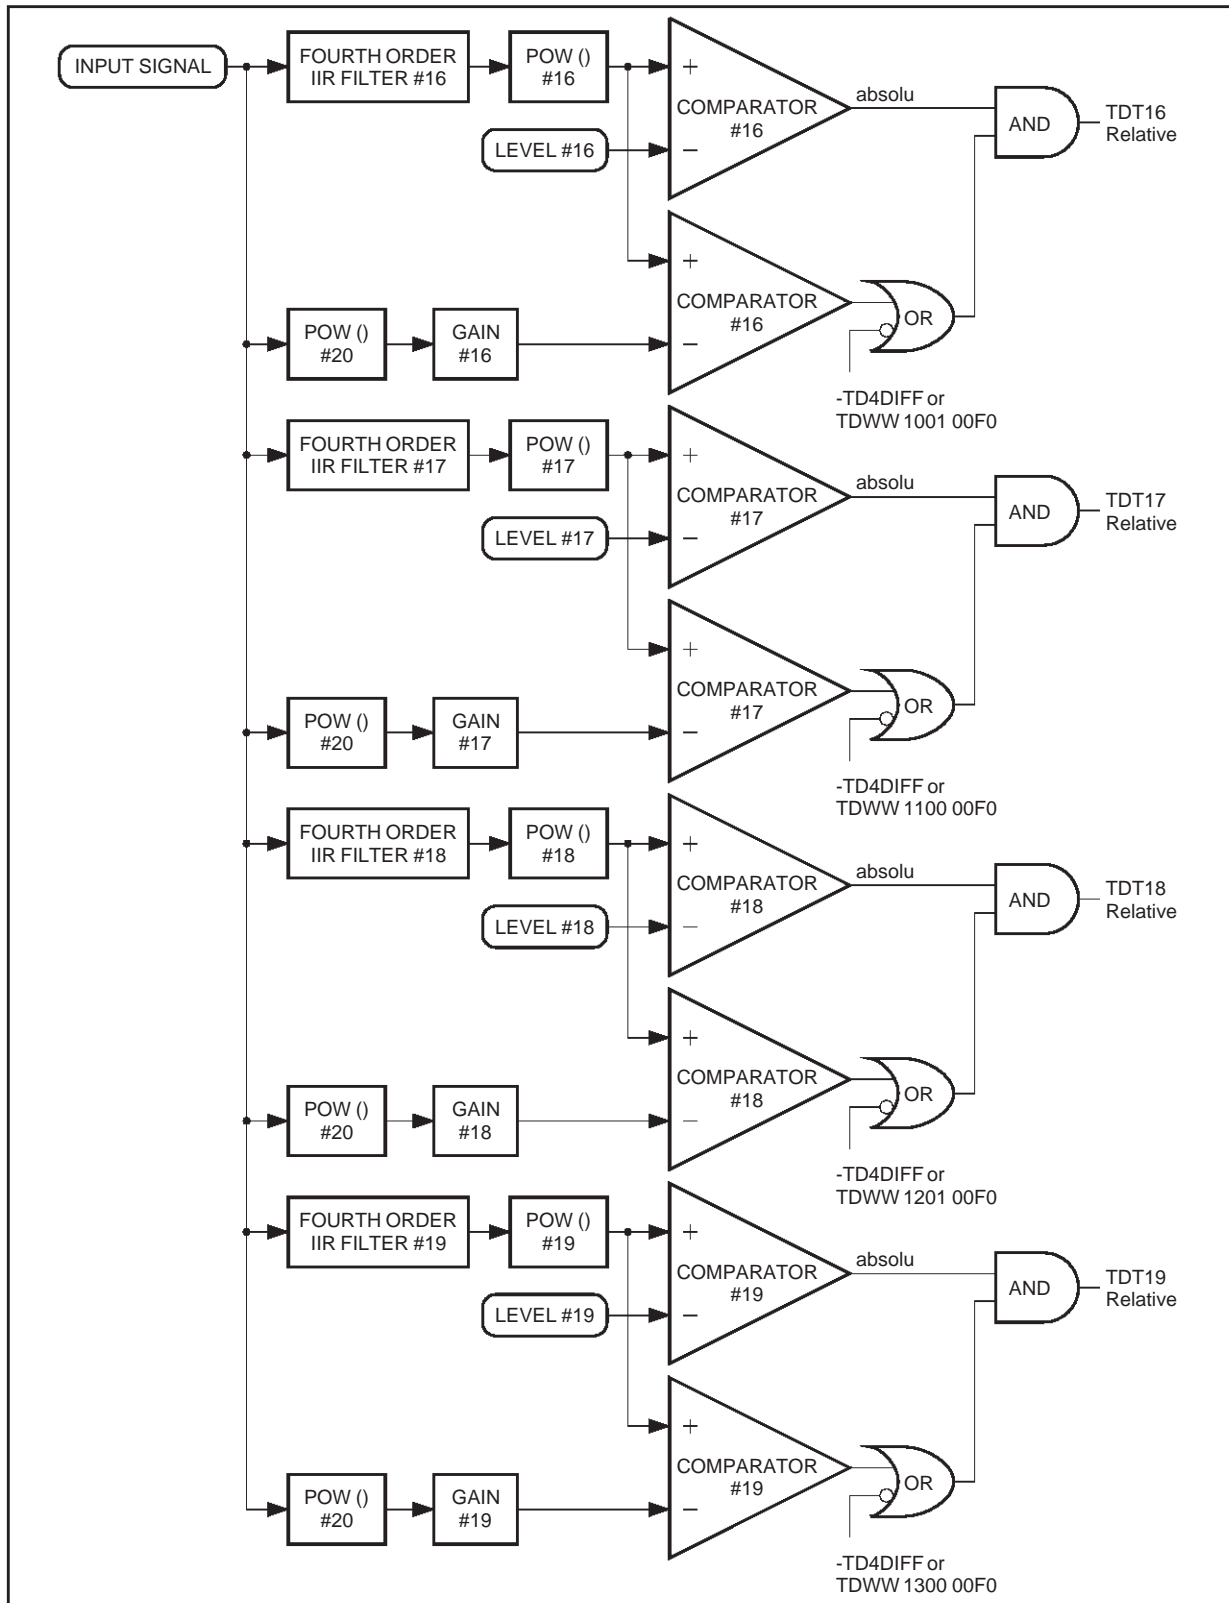 INPUT SIGNAL
FOURTH ORDER
IIR FILTER #16
POW ()
#16
+
COMPARATOR
#16
−
absolu
AND
TDT16
Relative
LEVEL #16
+
COMPARATOR
#16
−
OR
POW ()
#20
GAIN
#16
-TD4DIFF or
TDWW 1001 00F0
FOURTH ORDER
IIR FILTER #17
POW ()
#17
+
COMPARATOR
#17
−
absolu
AND
TDT17
Relative
LEVEL #17
+
COMPARATOR
#17
−
OR
POW ()
#20
GAIN
#17
-TD4DIFF or
TDWW 1100 00F0
FOURTH ORDER
IIR FILTER #18
POW ()
#18
+
COMPARATOR
#18
−
absolu
AND
TDT18
Relative
LEVEL #18
+
COMPARATOR
#18
−
OR
POW ()
#20
GAIN
#18
-TD4DIFF or
TDWW 1201 00F0
FOURTH ORDER
IIR FILTER #19
POW ()
#19
+
COMPARATOR
#19
−
absolu
AND
TDT19
Relative
LEVEL #19
+
COMPARATOR
#19
−
OR
POW ()
#20
GAIN
#19
-TD4DIFF or
TDWW 1300 00F0